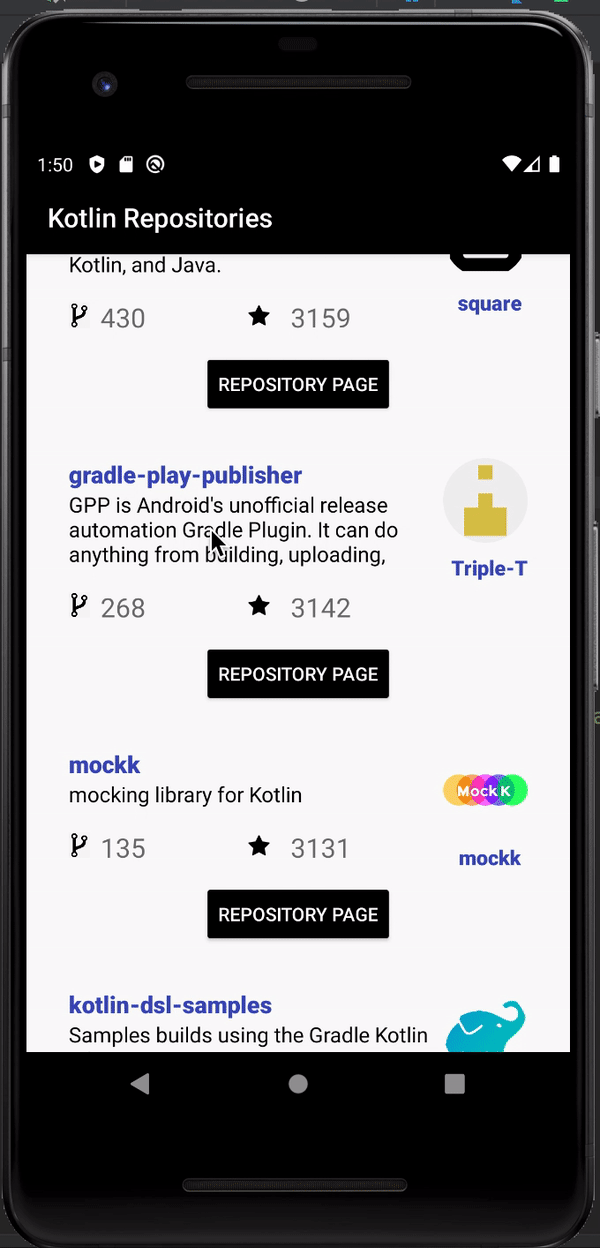 1:50
Kotlin Repositories
Kotlin, and Java.
square
430 3159
REPOSITORY PAGE
gradle-play-publisher
GPP is Android's unofficial release
automation Gradle Plugin. It can do
anything from building, uploading,
Triple-T
268 3142
REPOSITORY PAGE
mockk
mocking library for Kotlin
MockK
135 3131
mockk
REPOSITORY PAGE
kotlin-dsl-samples
Samples builds using the Gradle Kotlin